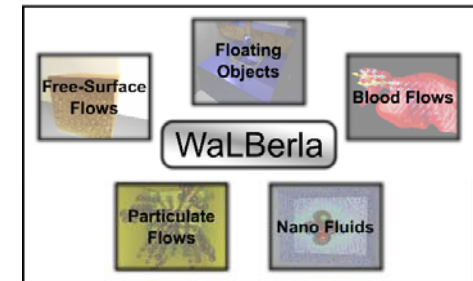 Floating
Objects
Free-Surface
Flows
Blood Flows
WaLBerla
Particulate
Flows
Nano Fluids